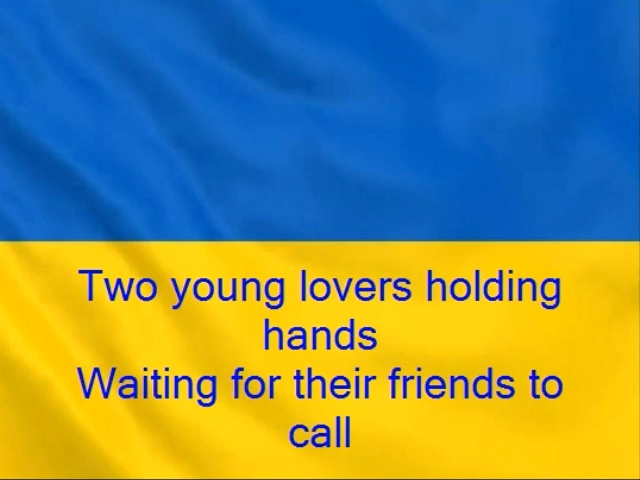 Two young lovers holding
hands
Waiting for their friends to
call